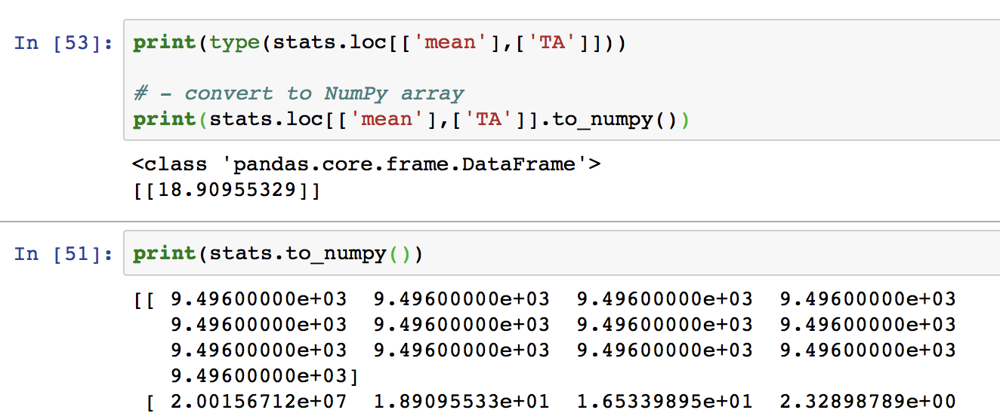 In [53]: print(type(stats.loc[['mean'],['TA']]))
# - convert to NumPy array
print(stats.loc[['mean'],['TA']].to_numpy())
<class 'pandas.core.frame.DataFrame'>
[[18.90955329]]
In [51]: print(stats.to_numpy())
[[ 9.49600000e+03 9.49600000e+03 9.49600000e+03 9.49600000e+03
9.49600000e+03 9.49600000e+03 9.49600000e+03 9.49600000e+03
9.49600000e+03 9.49600000e+03 9.49600000e+03 9.49600000e+03
9.49600000e+03]
[ 2.00156712e+07 1.89095533e+01 1.65339895e+01 2.32898789e+00